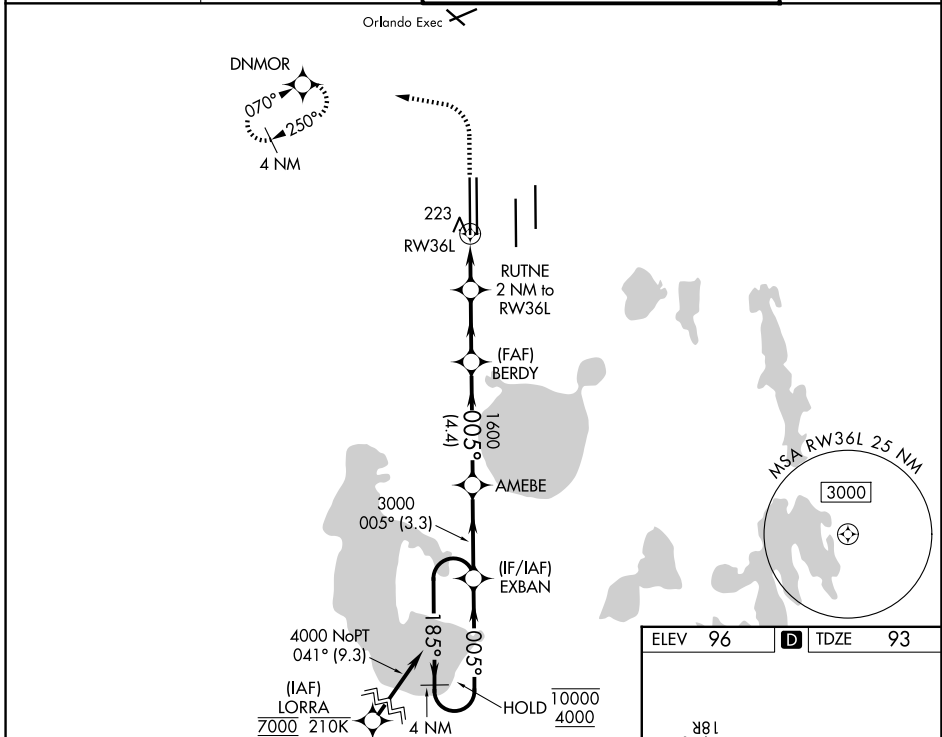 Orlando Exec
DNMOR
070°
250°
4 NM
223
RW36L
RUTNE
2 NM to
RW36L
(FAF)
BERDY
1600
005°
(4.4)
AMEBE
MSA RW36L 25 NM
3000
3000
005° (3.3)
(IF/IAF)
EXBAN
185°
005°
4000 NoPT
041° (9.3)
(IAF)
LORRA
7000 210K
4 NM
HOLD
10000
4000
ELEV 96 D TDZE 93
18R